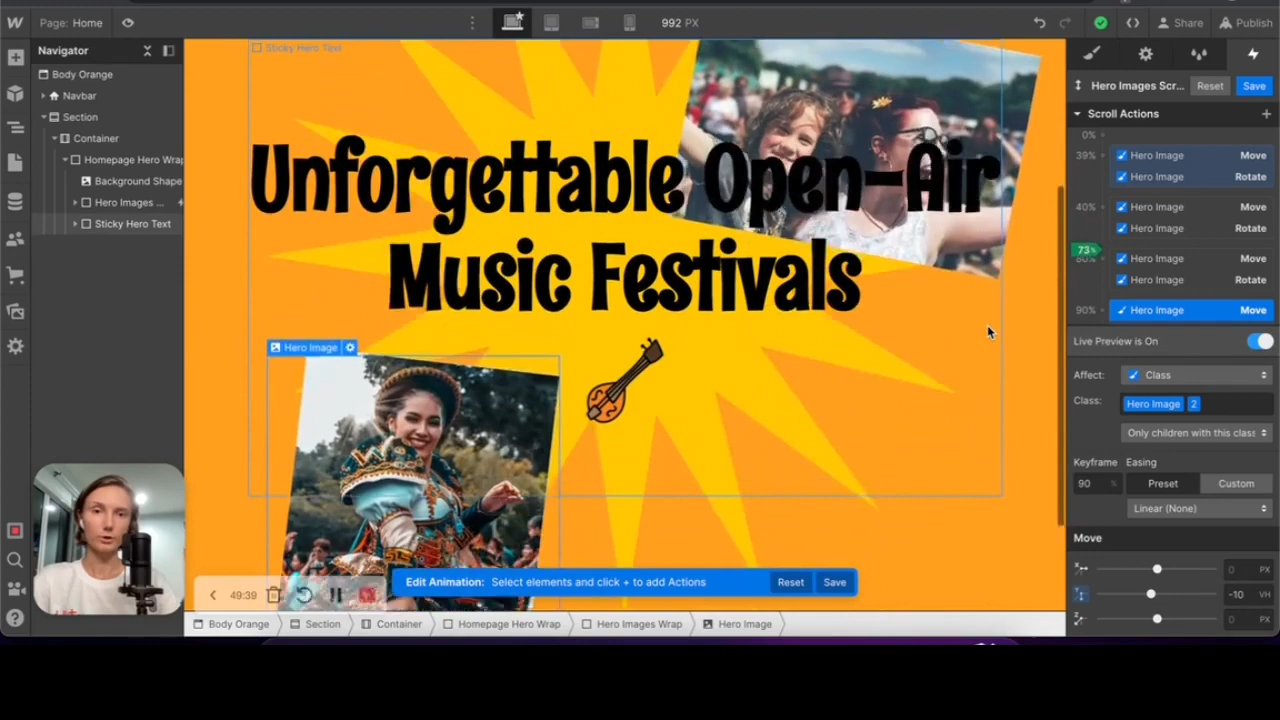 Page: Home
992 PX
Share
Publish
Navigator
Body Orange
Navbar
Section
Container
Homepage Hero Wrap
Background Shape
Hero Images ...
Sticky Hero Text
Sticky Hero Text
Unforgettable Open-Air
Music Festivals
Hero Image
Edit Animation: Select elements and click + to add Actions
Reset
Save
49:39
Body Orange
Section
Container
Homepage Hero Wrap
Hero Images Wrap
Hero Image
Hero Images Scr...
Reset
Save
Scroll Actions
0%
39%
Hero Image Move
Hero Image Rotate
40%
Hero Image Move
Hero Image Rotate
73%
80%
Hero Image Move
Hero Image Rotate
90%
Hero Image Move
Live Preview is On
Affect: Class
Class: Hero Image 2
Only children with this class
Keyframe Easing
90 % Preset Custom
Linear (None)
Move
0 PX
-10 VH
0 PX